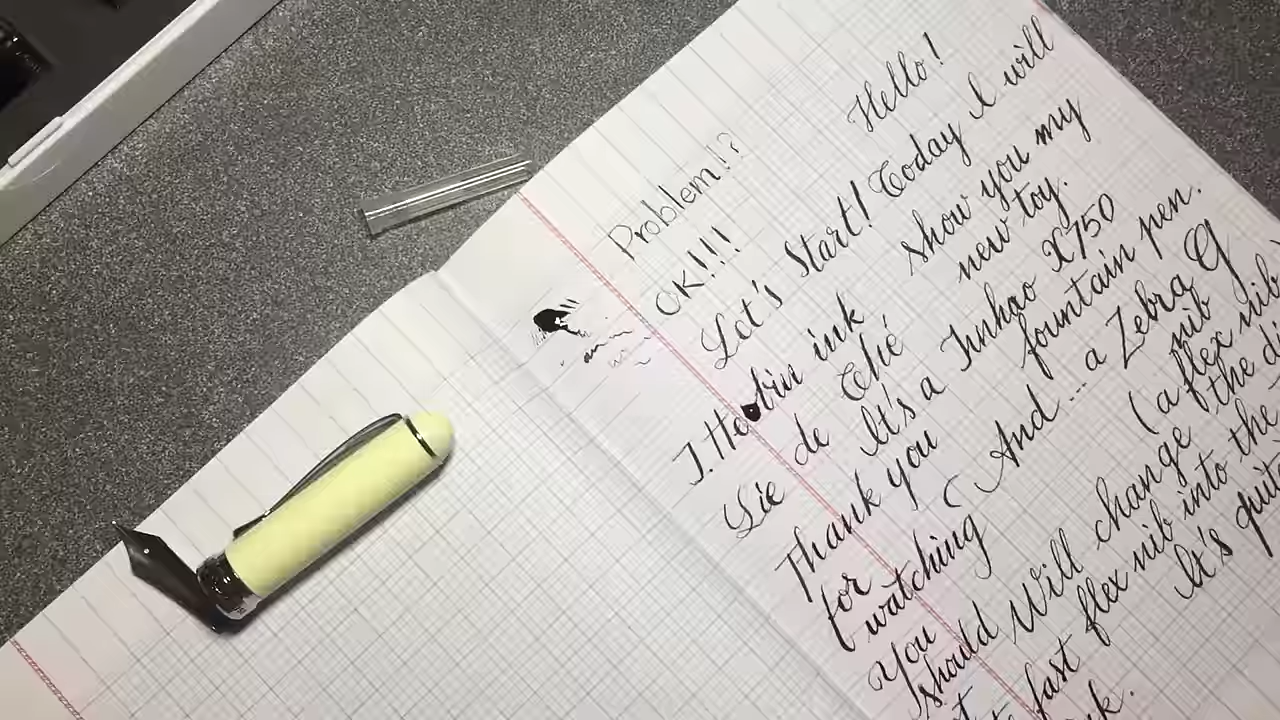 Hello!
Problem!?
OK!!!
Let's Start! Today I will
show you my
new toy.
J.Herbin ink
Lie de Thé
It's a Jinhao X750
fountain pen.
Thank you
for
watching
And... a Zebra G
nib
(a flex nib)
You
should
Will change the
fast flex nib into the
It's